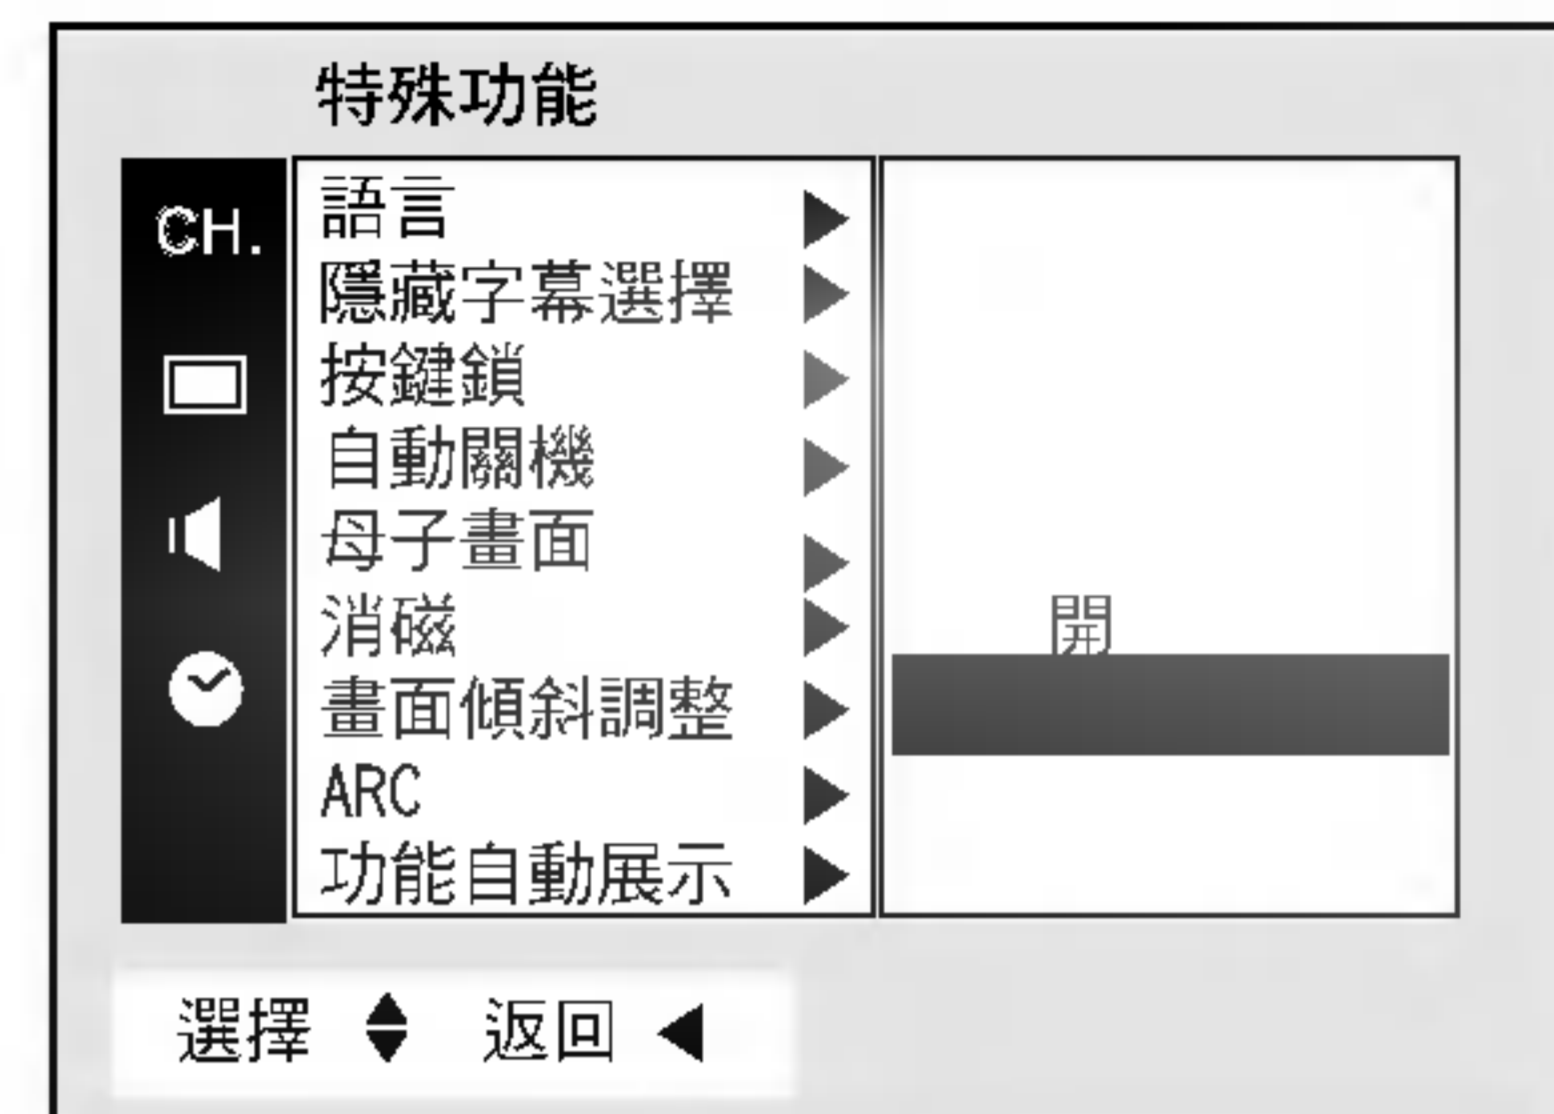 特殊功能
CH.
語言
隱藏字幕選擇
按鍵鎖
自動關機
母子畫面
消磁
開
畫面傾斜調整
ARC
功能自動展示
選擇 返回